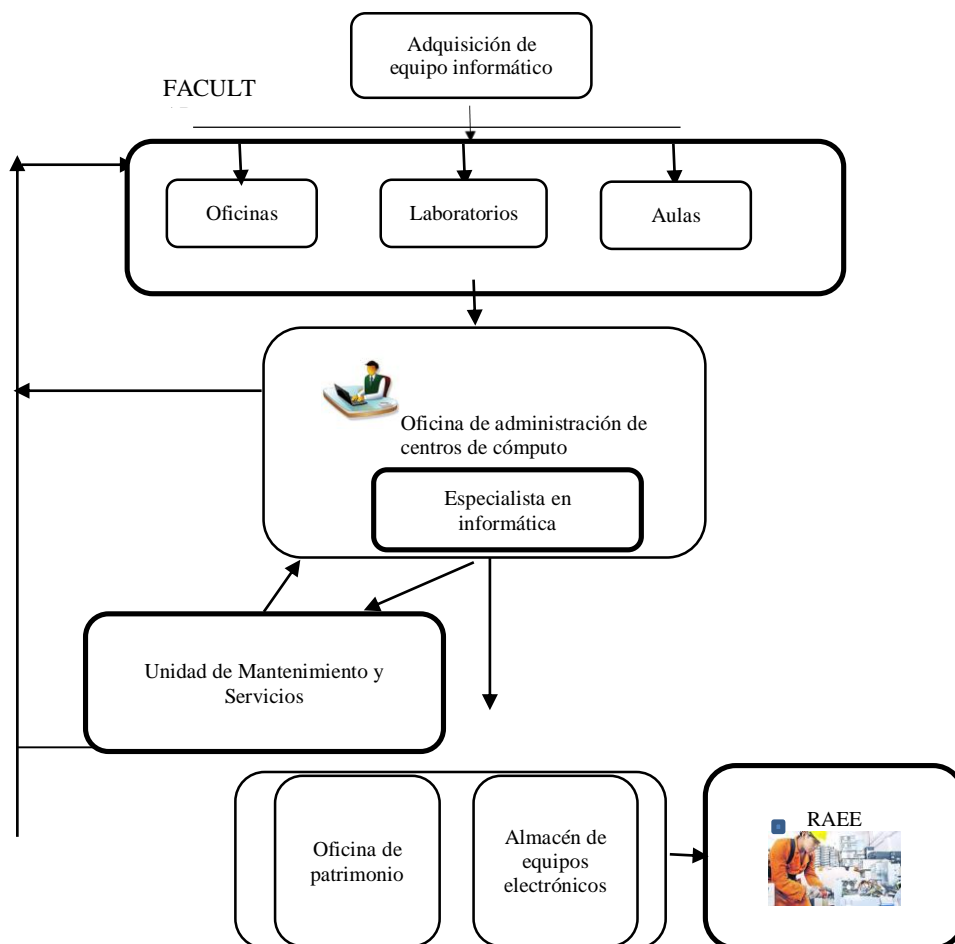 Adquisición de
equipo informático
FACULT
Oficinas
Laboratorios
Aulas
Oficina de administración de
centros de cómputo
Especialista en
informática
Unidad de Mantenimiento y
Servicios
Oficina de
patrimonio
Almacén de
equipos
electrónicos
RAEE